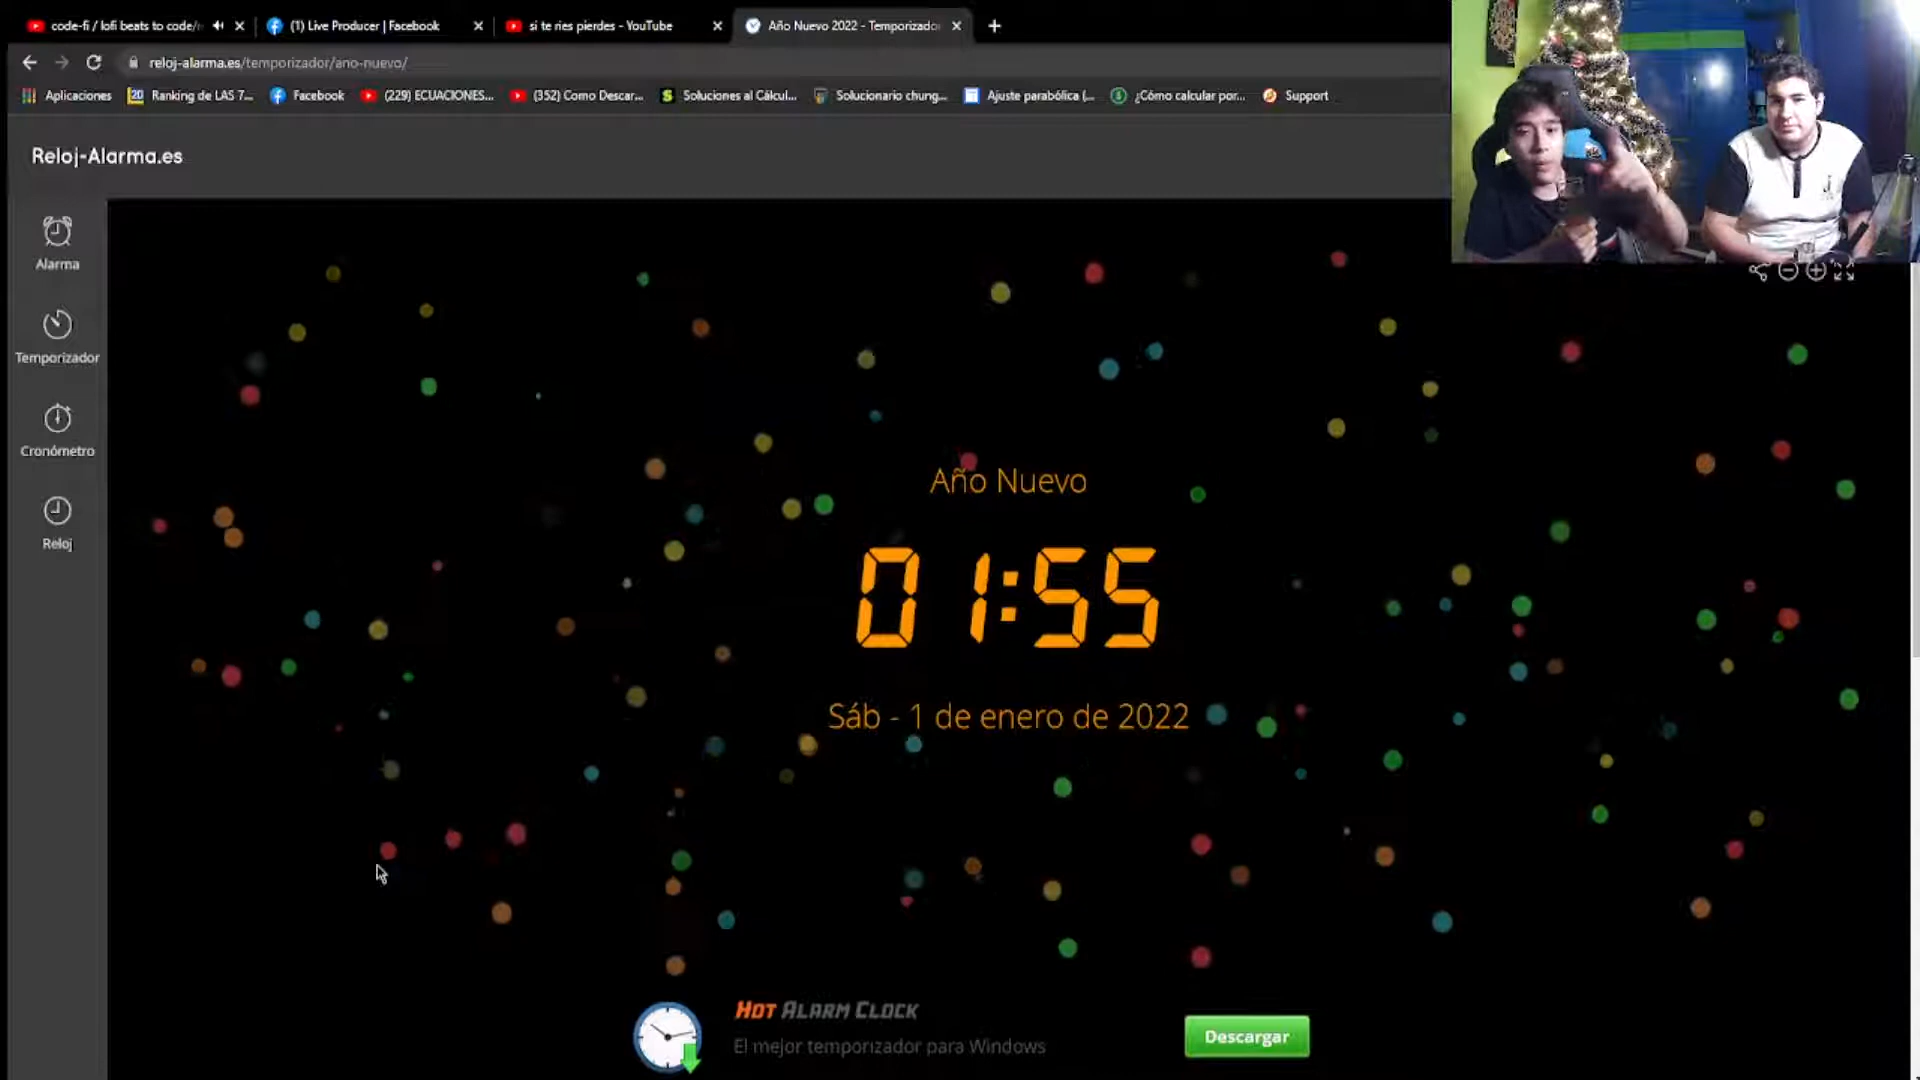 code-fi / lofi beats to code/r
(1) Live Producer | Facebook
si te ries pierdes - YouTube
Año Nuevo 2022 - Temporizador
reloj-alarma.es/temporizador/ano-nuevo/
Aplicaciones
Ranking de LAS 7...
Facebook
(229) ECUACIONES...
(352) Como Descar...
Soluciones al Cálcul...
Solucionario chung...
Ajuste parabólica (...
¿Cómo calcular por...
Support
Reloj-Alarma.es
Alarma
Temporizador
Cronómetro
Reloj
Año Nuevo
01:55
Sáb - 1 de enero de 2022
Hot Alarm Clock
El mejor temporizador para Windows
Descargar